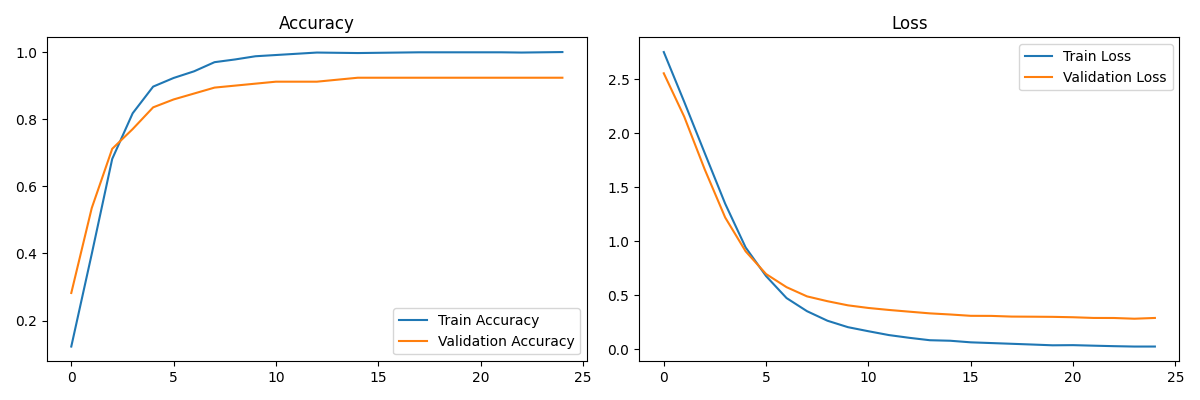 Accuracy
1.0
0.8
0.6
0.4
0.2
0 5 10 15 20 25
Train Accuracy
Validation Accuracy
Loss
2.5
2.0
1.5
1.0
0.5
0.0
0 5 10 15 20 25
Train Loss
Validation Loss